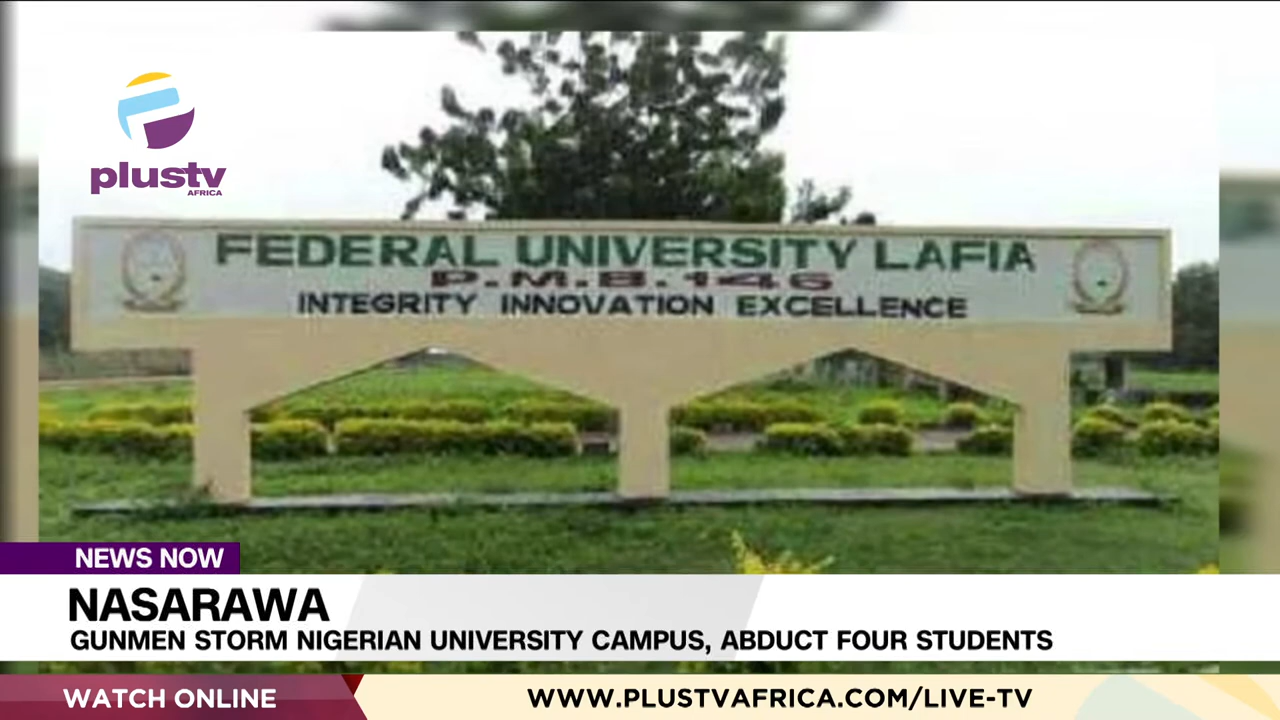 plustv
AFRICA
FEDERAL UNIVERSITY LAFIA
P.M.B.146
INTEGRITY INNOVATION EXCELLENCE
NEWS NOW
NASARAWA
GUNMEN STORM NIGERIAN UNIVERSITY CAMPUS, ABDUCT FOUR STUDENTS
WATCH ONLINE
WWW.PLUSTVAFRICA.COM/LIVE-TV